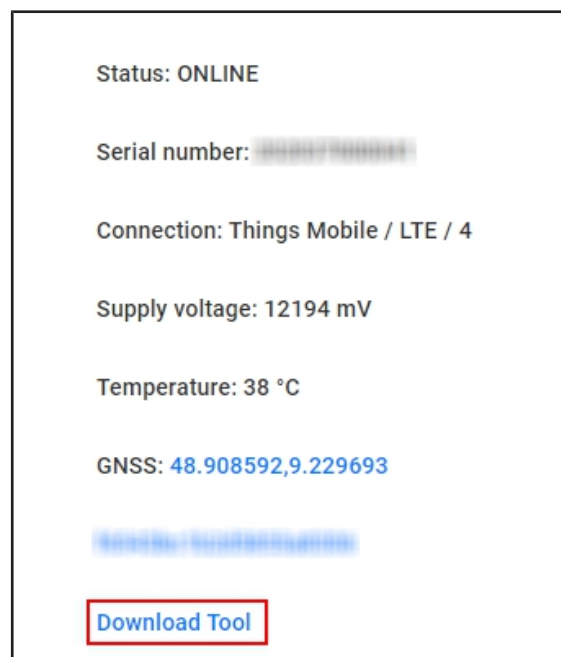 Status: ONLINE
Serial number:
Connection: Things Mobile / LTE / 4
Supply voltage: 12194 mV
Temperature: 38 °C
GNSS: 48.908592,9.229693
Download Tool